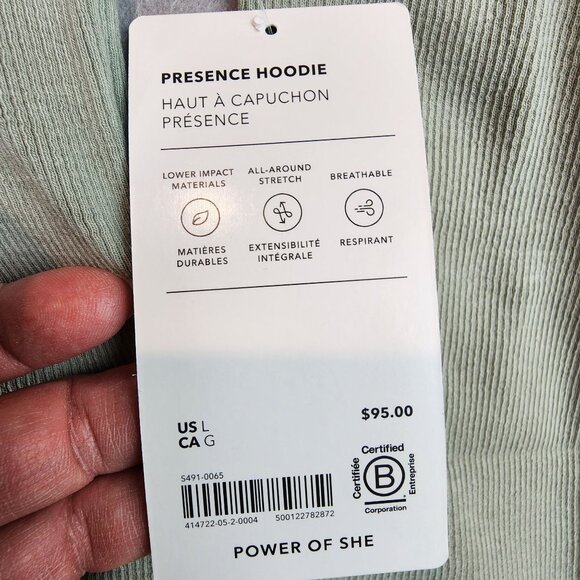 PRESENCE HOODIE
HAUT À CAPUCHON
PRÉSENCE
LOWER IMPACT
MATERIALS
ALL-AROUND
STRETCH
BREATHABLE
MATIÈRES
DURABLES
EXTENSIBILITÉ
INTÉGRALE
RESPIRANT
US L
CA G
$95.00
S491-0065
414722-05-2-0004 500122782872
Certified
Certifiée
B
Entreprise
Corporation
POWER OF SHE